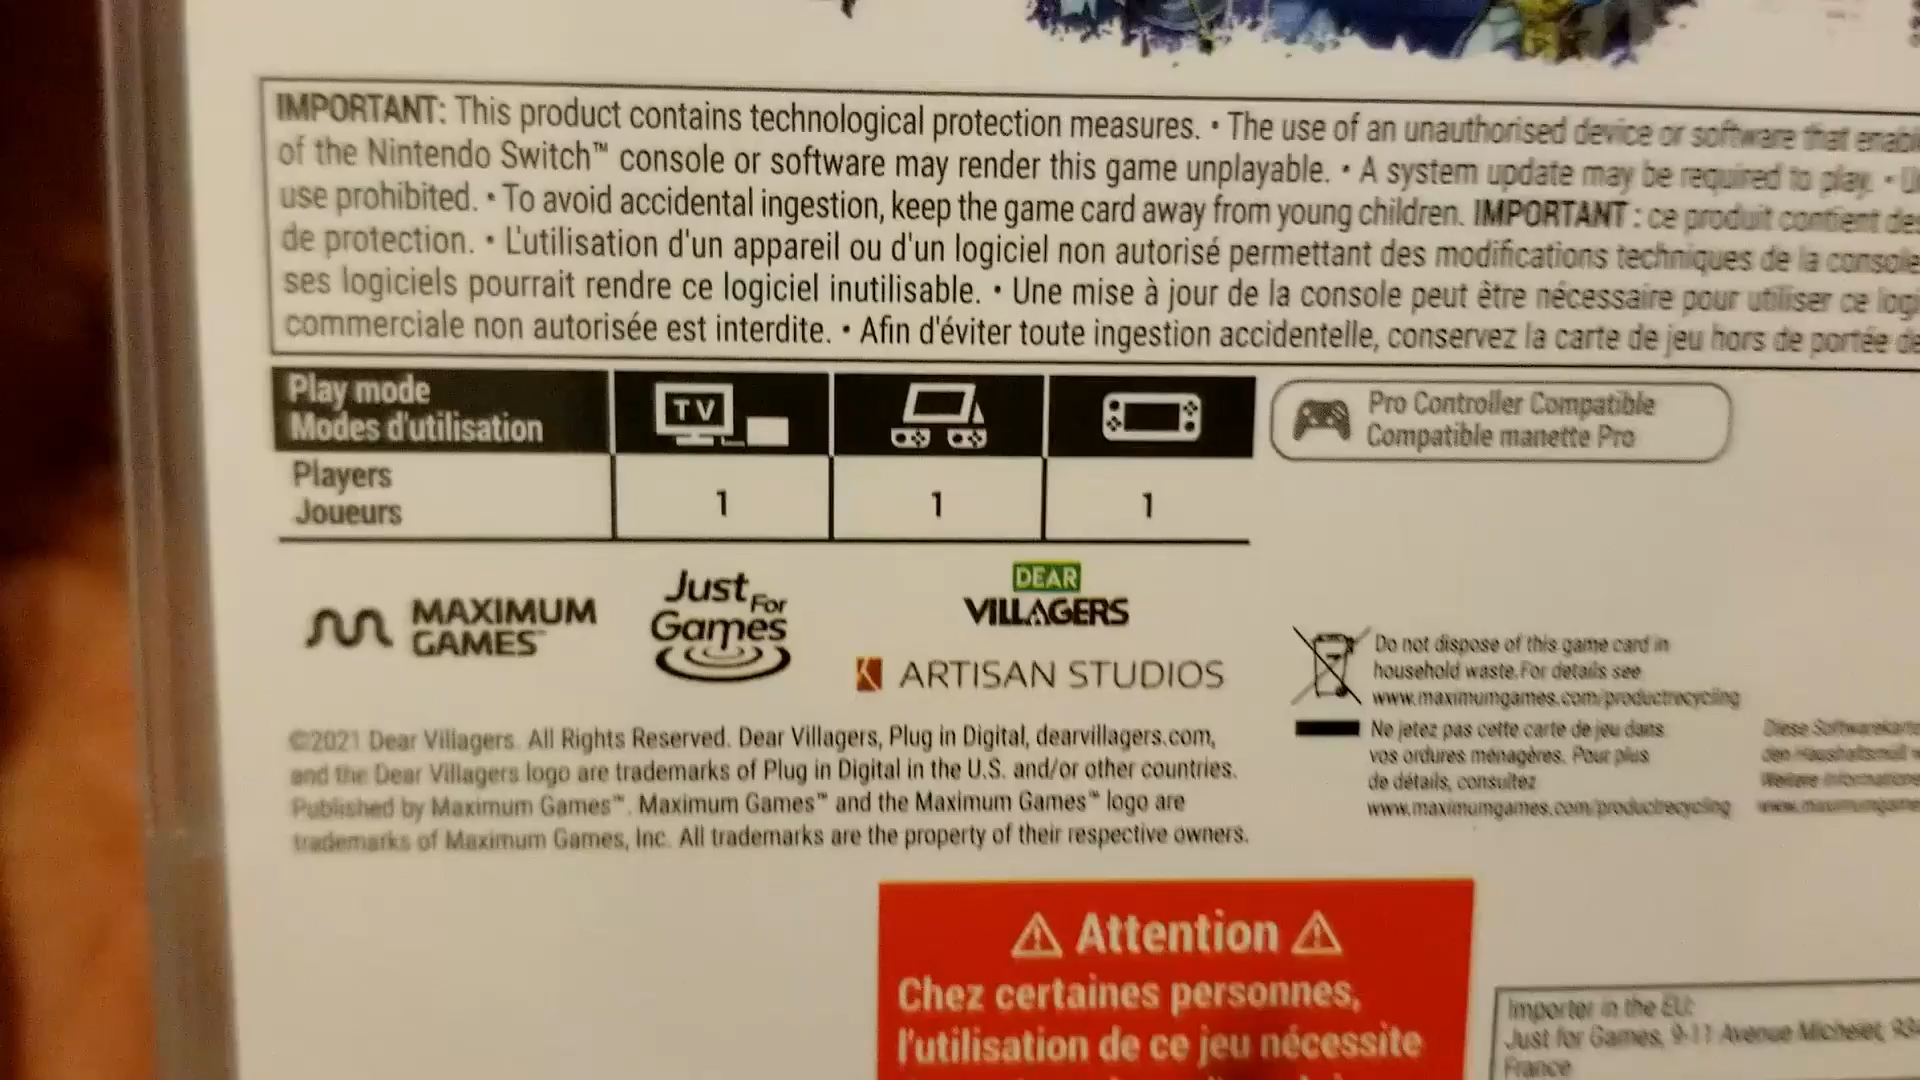 IMPORTANT: This product contains technological protection measures. • The use of an unauthorised device or software that
of the Nintendo Switch™ console or software may render this game unplayable. • A system update may be required to play. •
use prohibited. • To avoid accidental ingestion, keep the game card away from young children. IMPORTANT : ce produit contient des
de protection. • L'utilisation d'un appareil ou d'un logiciel non autorisé permettant des modifications techniques de la console
ses logiciels pourrait rendre ce logiciel inutilisable. • Une mise à jour de la console peut être nécessaire pour utiliser ce
commerciale non autorisée est interdite. • Afin d'éviter toute ingestion accidentelle, conservez la carte de jeu hors de portée de
Play mode
Modes d'utilisation
TV
Players
Joueurs
1
1
1
Pro Controller Compatible
Compatible manette Pro
MAXIMUM
GAMES™
Just For
Games
DEAR
VILLAGERS
ARTISAN STUDIOS
Do not dispose of this game card in
household waste.For details see
www.maximumgames.com/productrecycling
Ne jetez pas cette carte de jeu dans
vos ordures ménagères. Pour plus
de détails, consultez
www.maximumgames.com/productrecycling
Diese
den
Weitere
©2021 Dear Villagers. All Rights Reserved. Dear Villagers, Plug in Digital, dearvillagers.com,
and the Dear Villagers logo are trademarks of Plug in Digital in the U.S. and/or other countries.
Published by Maximum Games™. Maximum Games™ and the Maximum Games™ logo are
trademarks of Maximum Games, Inc. All trademarks are the property of their respective owners.
Attention
Chez certaines personnes,
l'utilisation de ce jeu nécessite
Importer in the EU:
Just for Games, 9-11 Avenue Michelet,
France